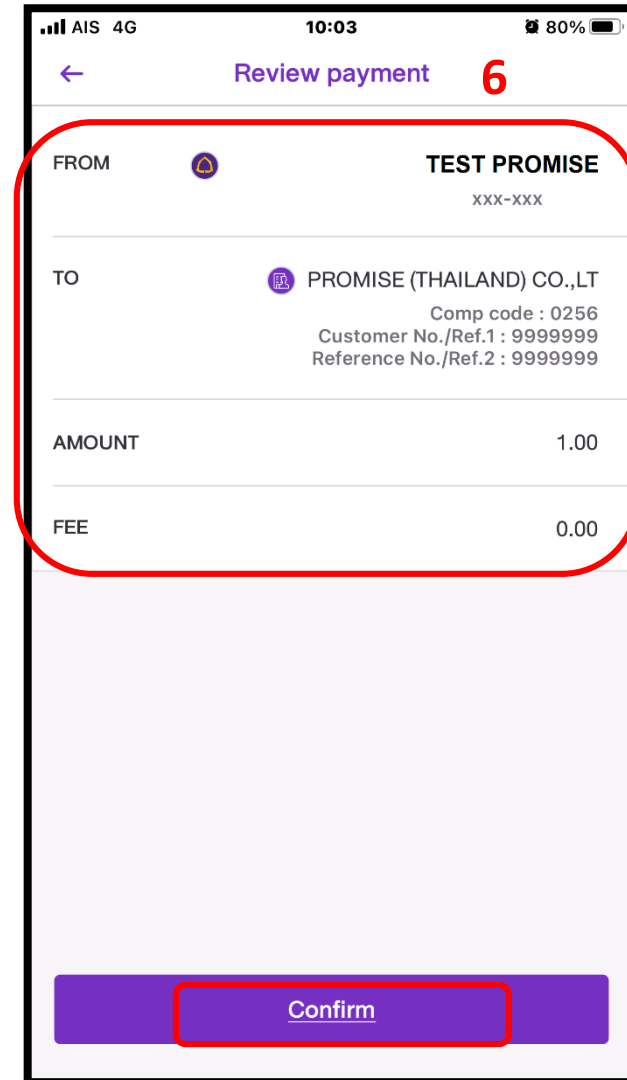 AIS 4G 10:03 80%
Review payment 6
FROM TEST PROMISE
xxx-xxx
TO PROMISE (THAILAND) CO.,LT
Comp code : 0256
Customer No./Ref.1 : 9999999
Reference No./Ref.2 : 9999999
AMOUNT 1.00
FEE 0.00
Confirm